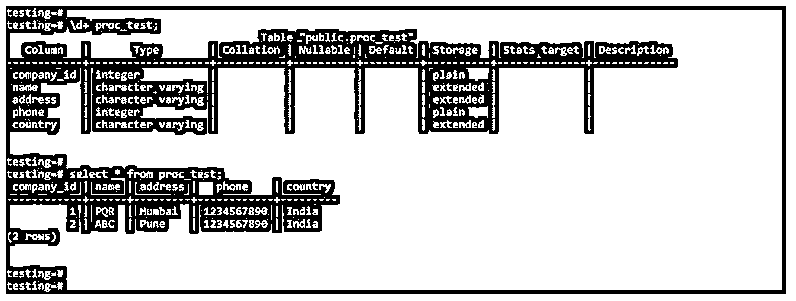 testing=#
testing=# \d+ proc_test;
Table "public.proc_test"
Column | Type | Collation | Nullable | Default | Storage | Stats target | Description
company_id | integer | | | | plain | |
name | character varying | | | | extended | |
address | character varying | | | | extended | |
phone | integer | | | | plain | |
country | character varying | | | | extended | |
testing=#
testing=# select * from proc_test;
company_id | name | address | phone | country
1 | PQR | Mumbai | 1234567890 | India
2 | ABC | Pune | 1234567890 | India
(2 rows)
testing=#
testing=#